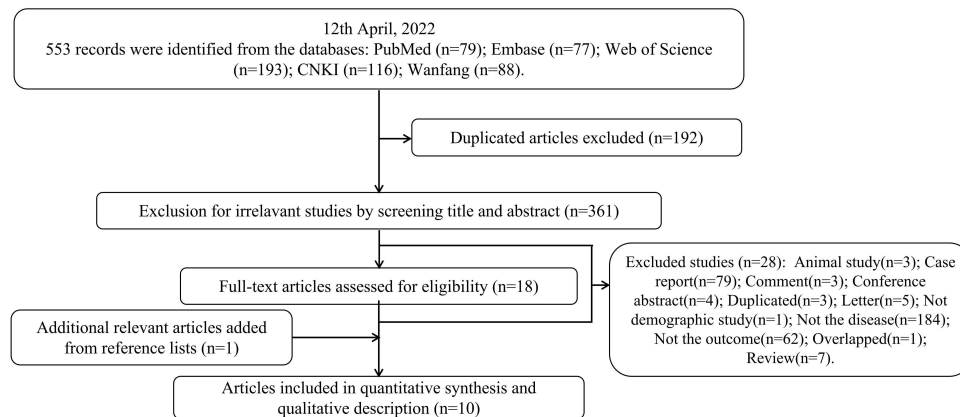 12th April, 2022
553 records were identified from the databases: PubMed (n=79); Embase (n=77); Web of Science
(n=193); CNKI (n=116); Wanfang (n=88).
Duplicated articles excluded (n=192)
Exclusion for irrelavant studies by screening title and abstract (n=361)
Excluded studies (n=28): Animal study(n=3); Case
report(n=79); Comment(n=3); Conference
abstract(n=4); Duplicated(n=3); Letter(n=5); Not
demographic study(n=1); Not the disease(n=184);
Not the outcome(n=62); Overlapped(n=1);
Review(n=7).
Full-text articles assessed for eligibility (n=18)
Additional relevant articles added
from reference lists (n=1)
Articles included in quantitative synthesis and
qualitative description (n=10)